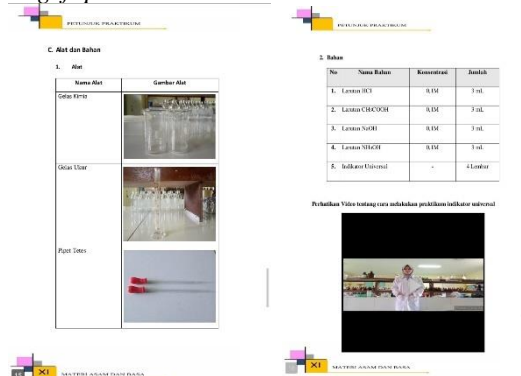 PETUNJUK PRAKTIKUM
C. Alat dan Bahan
1. Alat
Nama Alat Gambar Alat
Gelas Kimia
Gelas Ukur
Pipet Tetes
XI MATERI ASAM DAN BASA
PETUNJUK PRAKTIKUM
2. Bahan
No Nama Bahan Konsentrasi Jumlah
1. Larutan HCl 0,1M 3 mL
2. Larutan CH3COOH 0,1M 3 mL
3. Larutan NaOH 0,1M 3 mL
4. Larutan NH4OH 0,1M 3 mL
5. Indikator Universal - 4 Lembar
Perhatikan Video tentang cara melakukan praktikum indikator universal
XI MATERI ASAM DAN BASA